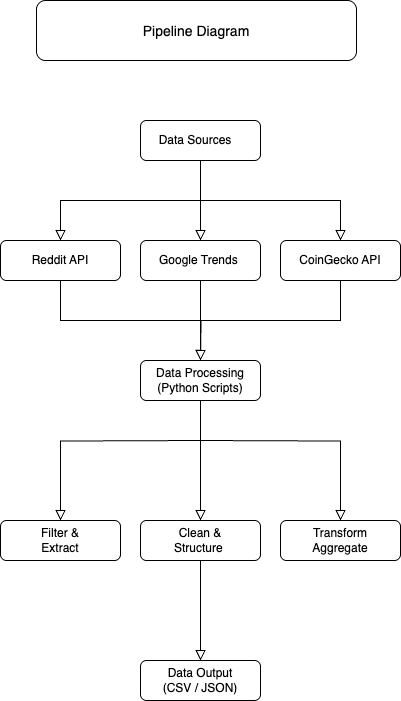 Pipeline Diagram
Data Sources
Reddit API
Google Trends
CoinGecko API
Data Processing
(Python Scripts)
Filter &
Extract
Clean &
Structure
Transform
Aggregate
Data Output
(CSV / JSON)